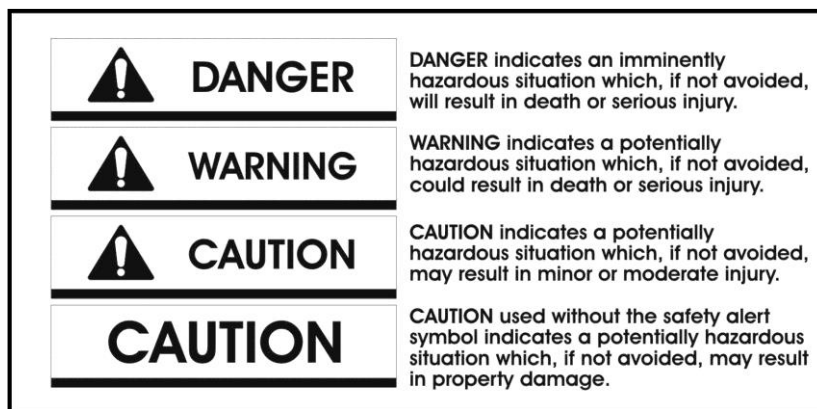 DANGER
DANGER indicates an imminently
hazardous situation which, if not avoided,
will result in death or serious injury.
WARNING
WARNING indicates a potentially
hazardous situation which, if not avoided,
could result in death or serious injury.
CAUTION
CAUTION indicates a potentially
hazardous situation which, if not avoided,
may result in minor or moderate injury.
CAUTION
CAUTION used without the safety alert
symbol indicates a potentially hazardous
situation which, if not avoided, may result
in property damage.